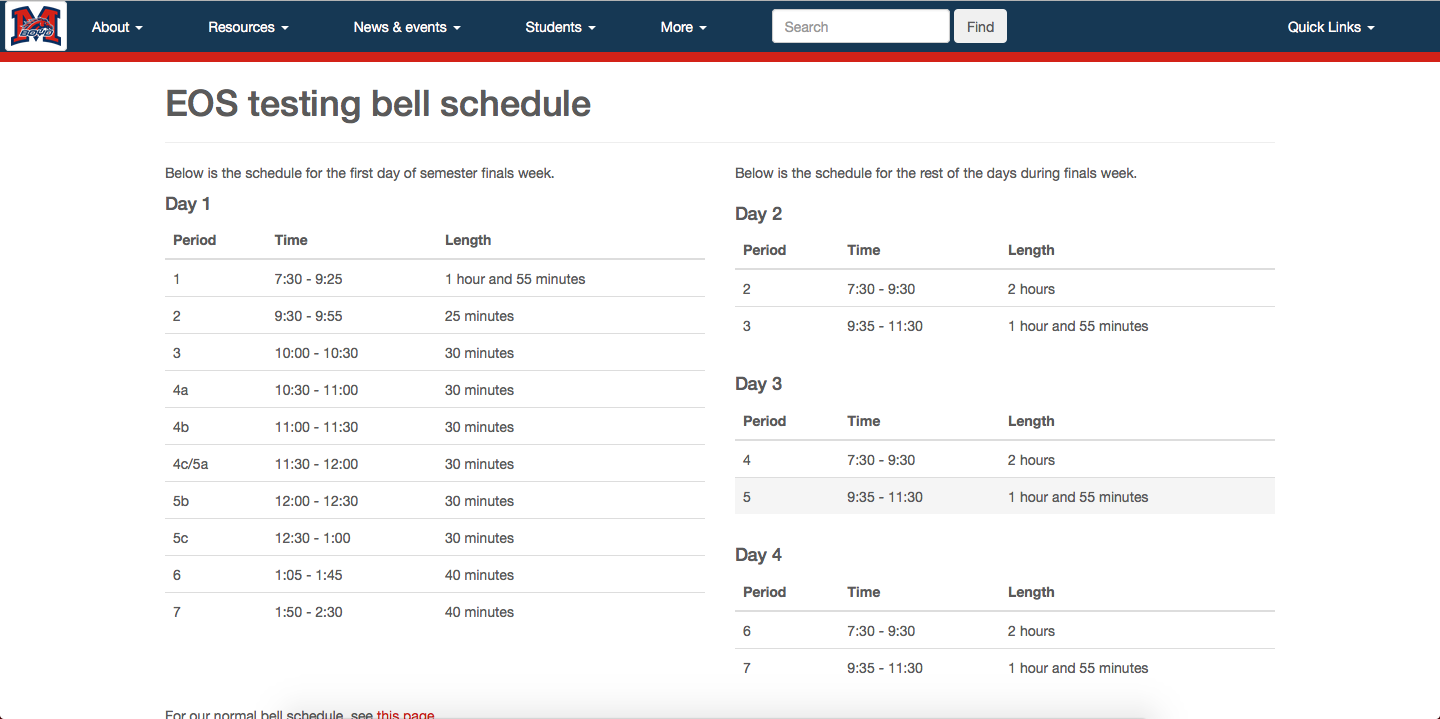 About
Resources
News & events
Students
More
Search
Find
Quick Links
EOS testing bell schedule
Below is the schedule for the first day of semester finals week.
Day 1
Period Time Length
1 7:30 - 9:25 1 hour and 55 minutes
2 9:30 - 9:55 25 minutes
3 10:00 - 10:30 30 minutes
4a 10:30 - 11:00 30 minutes
4b 11:00 - 11:30 30 minutes
4c/5a 11:30 - 12:00 30 minutes
5b 12:00 - 12:30 30 minutes
5c 12:30 - 1:00 30 minutes
6 1:05 - 1:45 40 minutes
7 1:50 - 2:30 40 minutes
Below is the schedule for the rest of the days during finals week.
Day 2
Period Time Length
2 7:30 - 9:30 2 hours
3 9:35 - 11:30 1 hour and 55 minutes
Day 3
Period Time Length
4 7:30 - 9:30 2 hours
5 9:35 - 11:30 1 hour and 55 minutes
Day 4
Period Time Length
6 7:30 - 9:30 2 hours
7 9:35 - 11:30 1 hour and 55 minutes
For our normal bell schedule, see this page